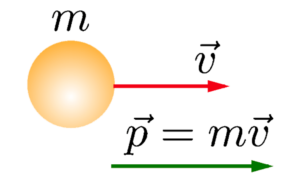 m
v⃗
p⃗ = mv⃗